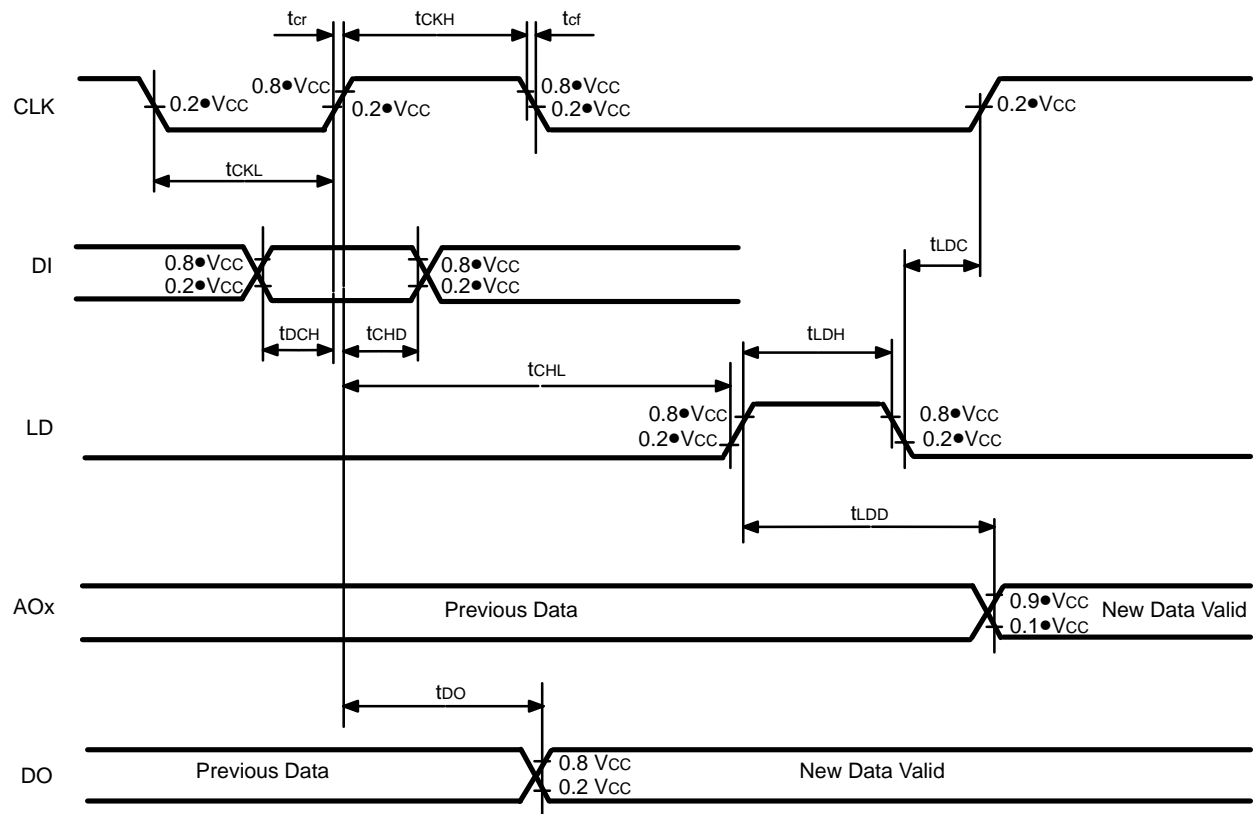 tcr tCKH tcf
CLK
0.2●VCC 0.8●VCC 0.2●VCC 0.8●VCC 0.2●VCC 0.2●VCC
tCKL
DI
0.8●VCC 0.8●VCC
0.2●VCC 0.2●VCC
tLDC
tDCH tCHD tLDH
tCHL
LD
0.8●VCC 0.8●VCC
0.2●VCC 0.2●VCC
tLDD
AOx
Previous Data 0.9●VCC New Data Valid
0.1●VCC
tDO
DO
Previous Data 0.8 VCC New Data Valid
0.2 VCC